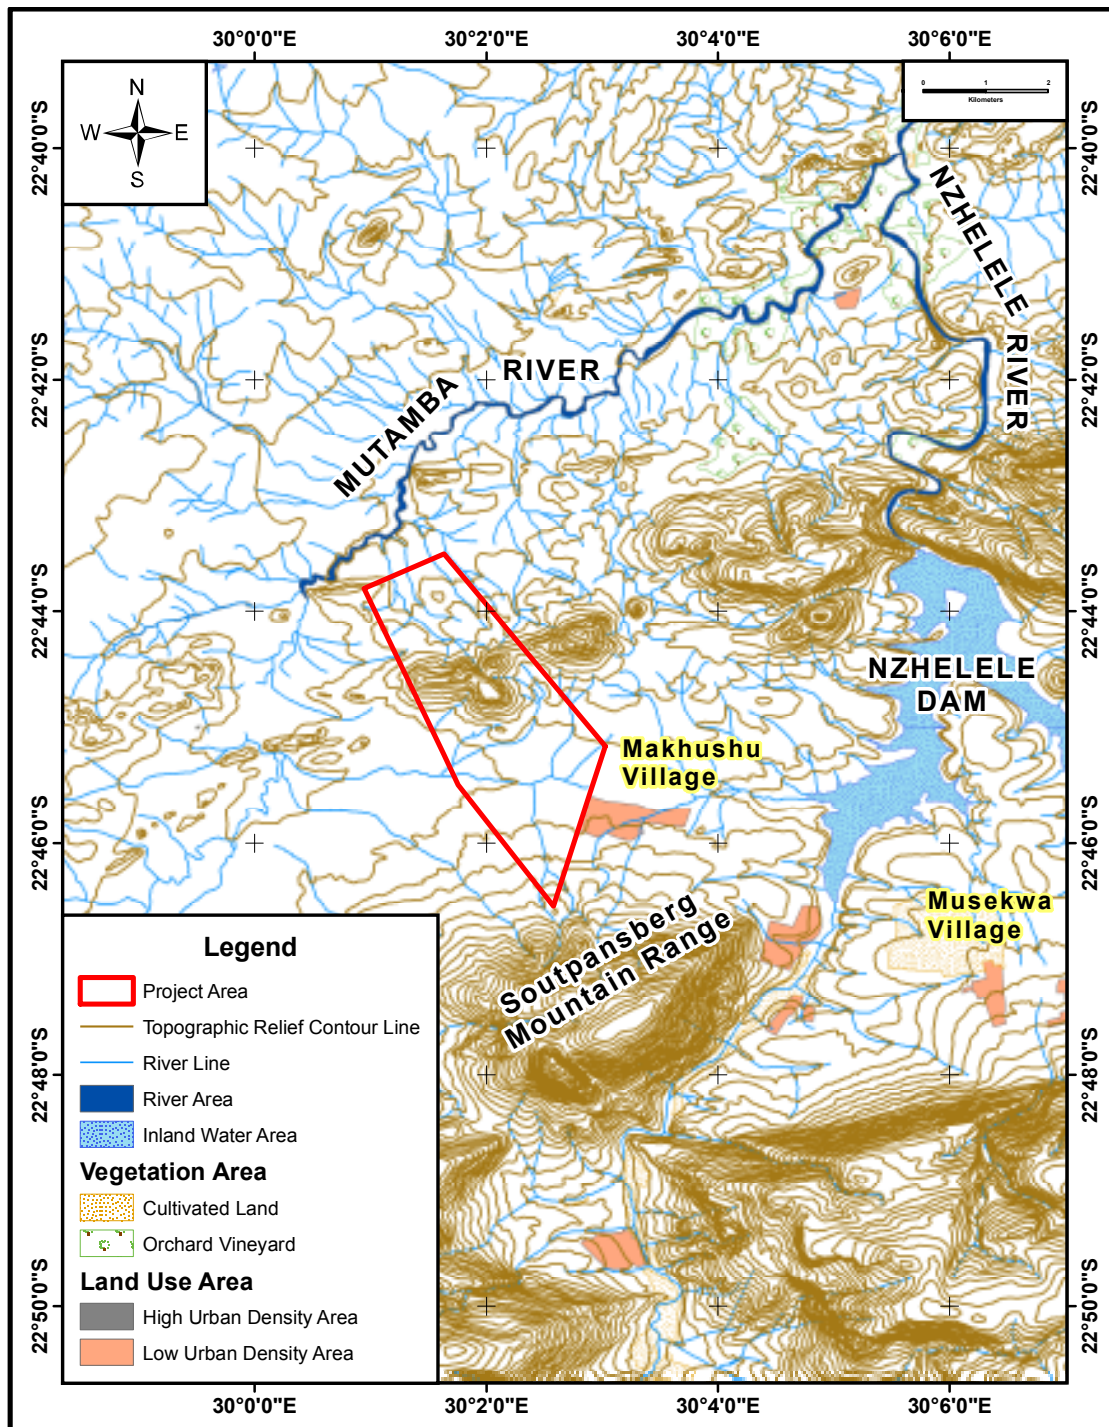 30°0'0"E
30°2'0"E
30°4'0"E
30°6'0"E
N
W
E
S
0 1 2
Kilometers
22°40'0"S
22°40'0"S
NZHELELE RIVER
22°42'0"S
RIVER
22°42'0"S
MUTAMBA
22°44'0"S
22°44'0"S
NZHELELE
DAM
Makhushu
Village
22°46'0"S
22°46'0"S
Musekwa
Village
Soutpansberg
Mountain Range
22°48'0"S
22°50'0"S
Legend
Project Area
Topographic Relief Contour Line
River Line
River Area
Inland Water Area
Vegetation Area
Cultivated Land
Orchard Vineyard
Land Use Area
High Urban Density Area
Low Urban Density Area
22°48'0"S
22°50'0"S
30°0'0"E
30°2'0"E
30°4'0"E
30°6'0"E